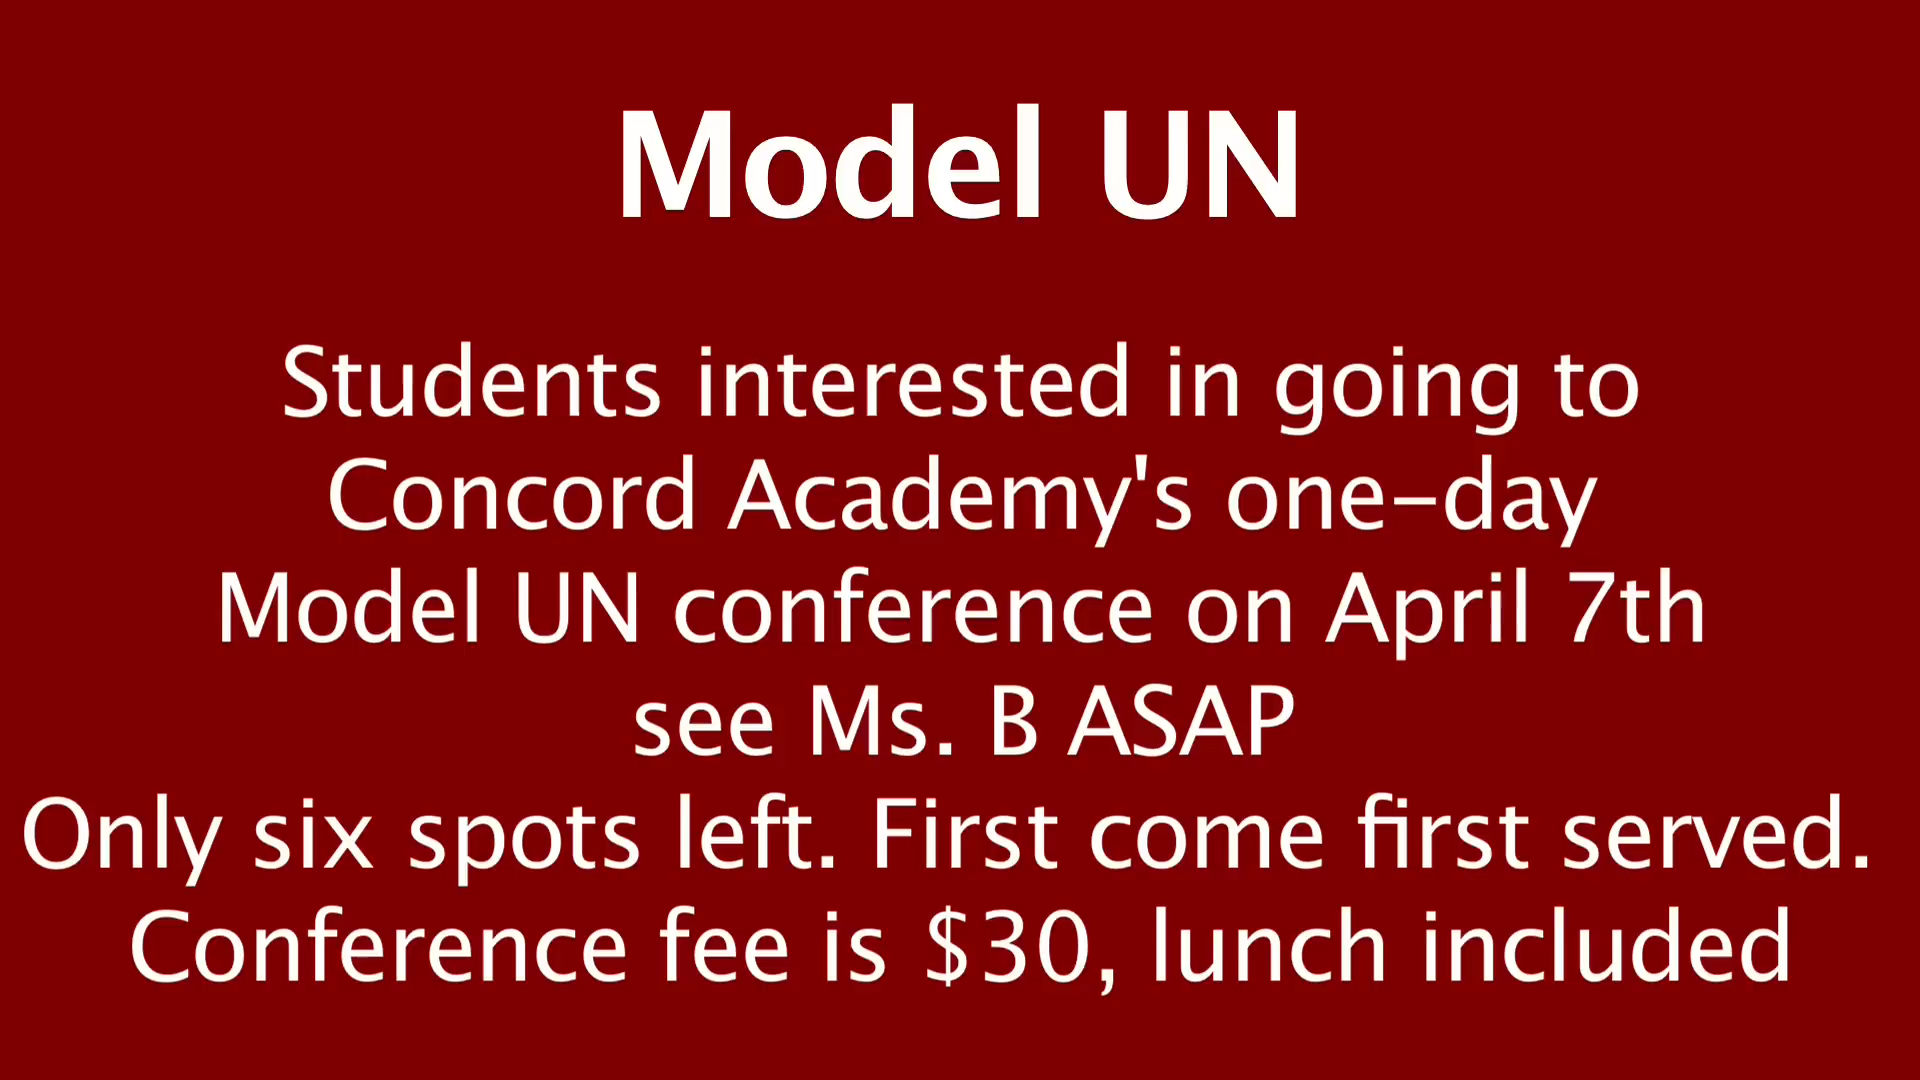 Model UN
Students interested in going to
Concord Academy's one-day
Model UN conference on April 7th
see Ms. B ASAP
Only six spots left. First come first served.
Conference fee is $30, lunch included